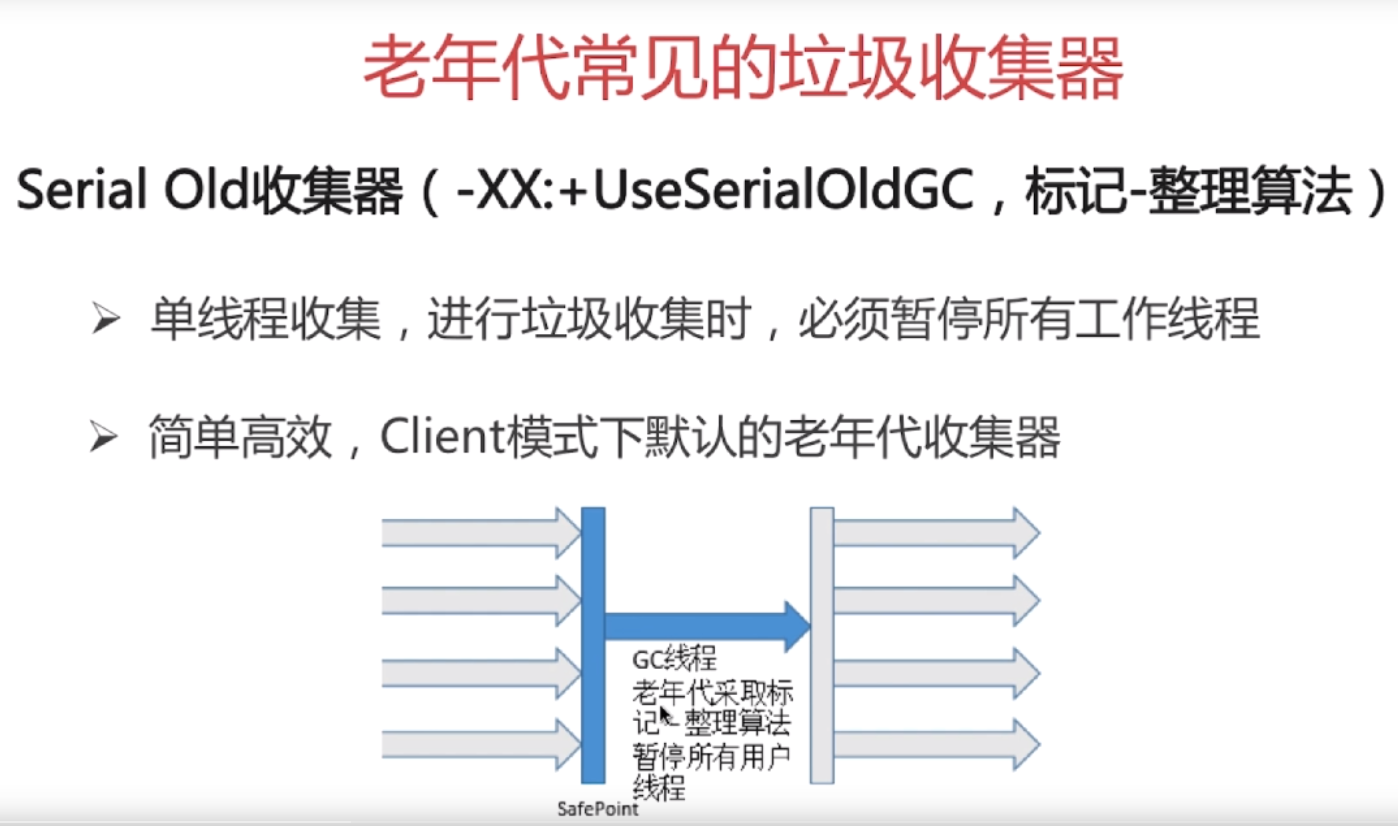 老年代常见的垃圾收集器
Serial Old收集器（-XX:+UseSerialOldGC，标记-整理算法）
单线程收集，进行垃圾收集时，必须暂停所有工作线程
简单高效，Client模式下默认的老年代收集器
GC线程
老年代采取标
记- 整理算法
暂停所有用户
线程
SafePoint